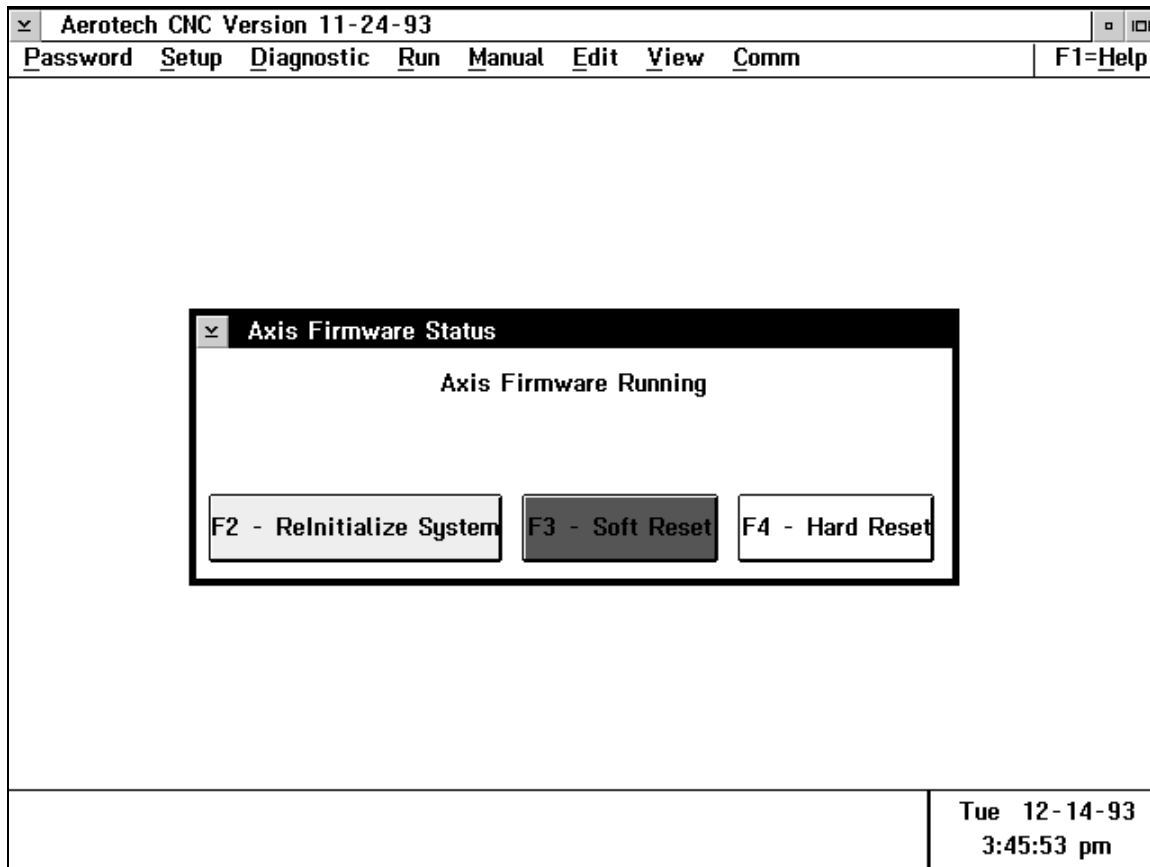 Aerotech CNC Version 11-24-93
Password Setup Diagnostic Run Manual Edit View Comm F1=Help
Axis Firmware Status
Axis Firmware Running
F2 - ReInitialize System F3 - Soft Reset F4 - Hard Reset
Tue 12-14-93
3:45:53 pm